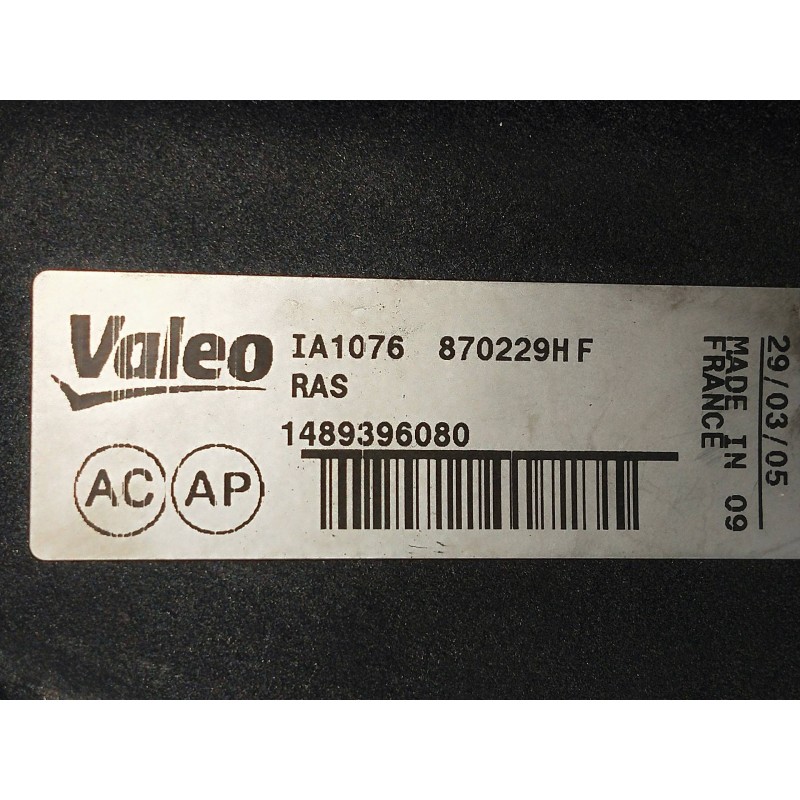 Valeo
IA1076 870229H F
RAS
1489396080
AC AP
29/03/05
MADE IN 09
FRANCE